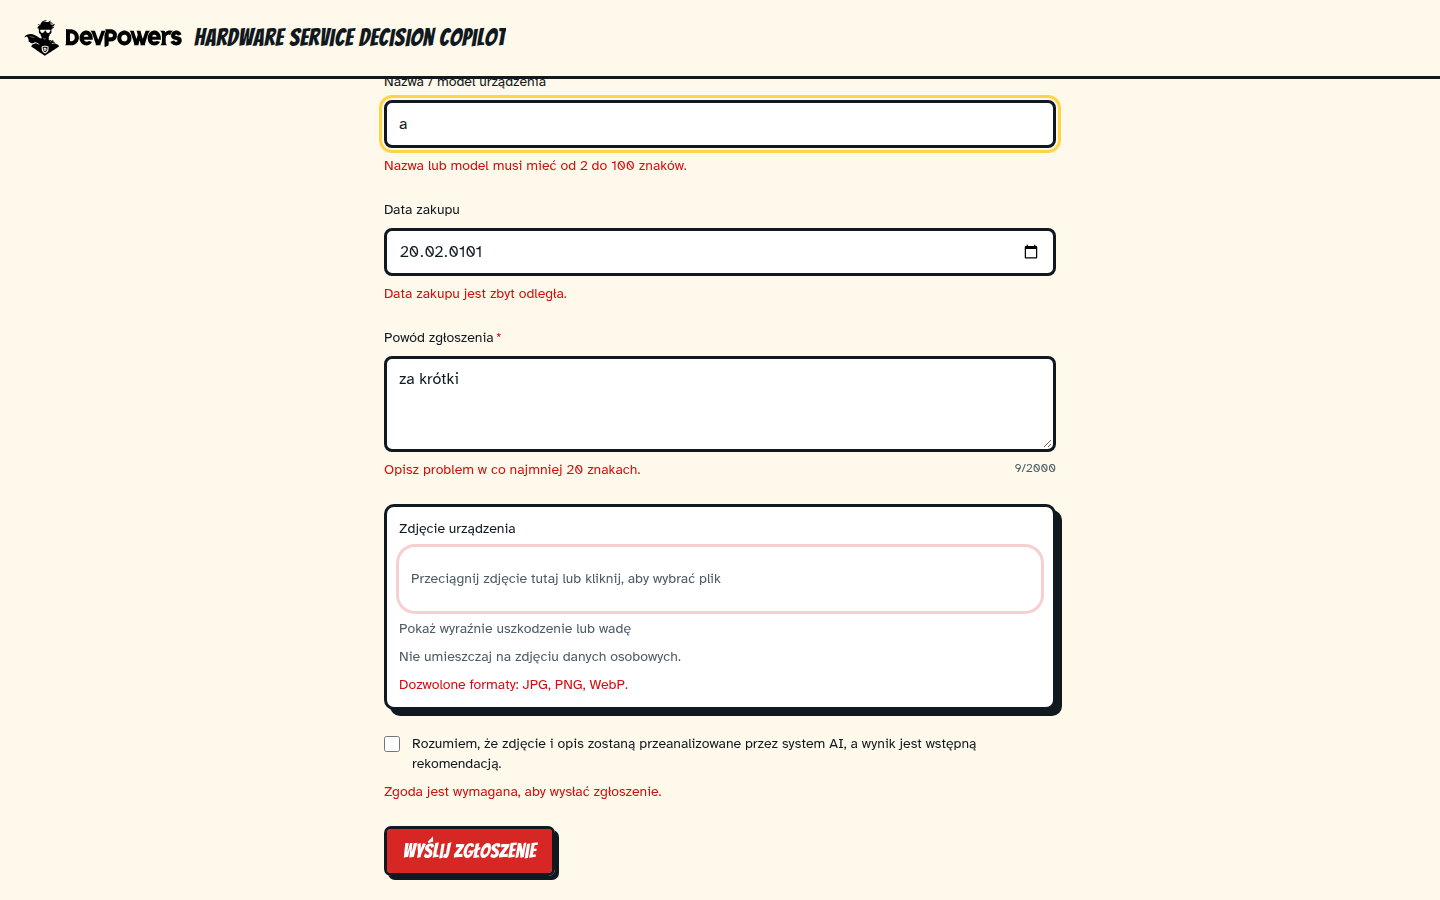 DevPowers HARDWARE SERVICE DECISION COPILOT
Nazwa / model urządzenia
a
Nazwa lub model musi mieć od 2 do 100 znaków.
Data zakupu
20.02.0101
Data zakupu jest zbyt odległa.
Powód zgłoszenia *
za krótki
Opisz problem w co najmniej 20 znakach. 9/2000
Zdjęcie urządzenia
Przeciągnij zdjęcie tutaj lub kliknij, aby wybrać plik
Pokaż wyraźnie uszkodzenie lub wadę
Nie umieszczaj na zdjęciu danych osobowych.
Dozwolone formaty: JPG, PNG, WebP.
Rozumiem, że zdjęcie i opis zostaną przeanalizowane przez system AI, a wynik jest wstępną
rekomendacją.
Zgoda jest wymagana, aby wysłać zgłoszenie.
WYŚLIJ ZGŁOSZENIE